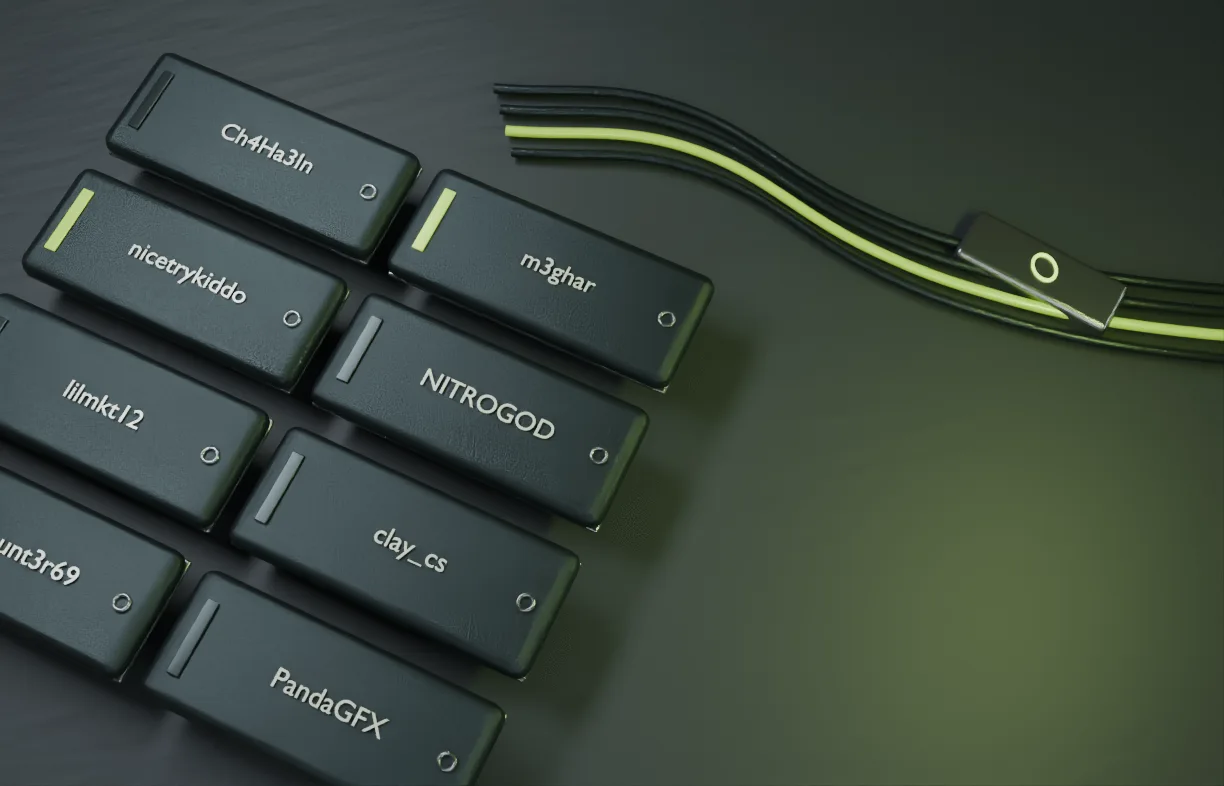 Ch4Ha3ln
nicetrykiddo
m3ghar
lilmkt12
NITROGOD
unt3r69
clay_cs
PandaGFX